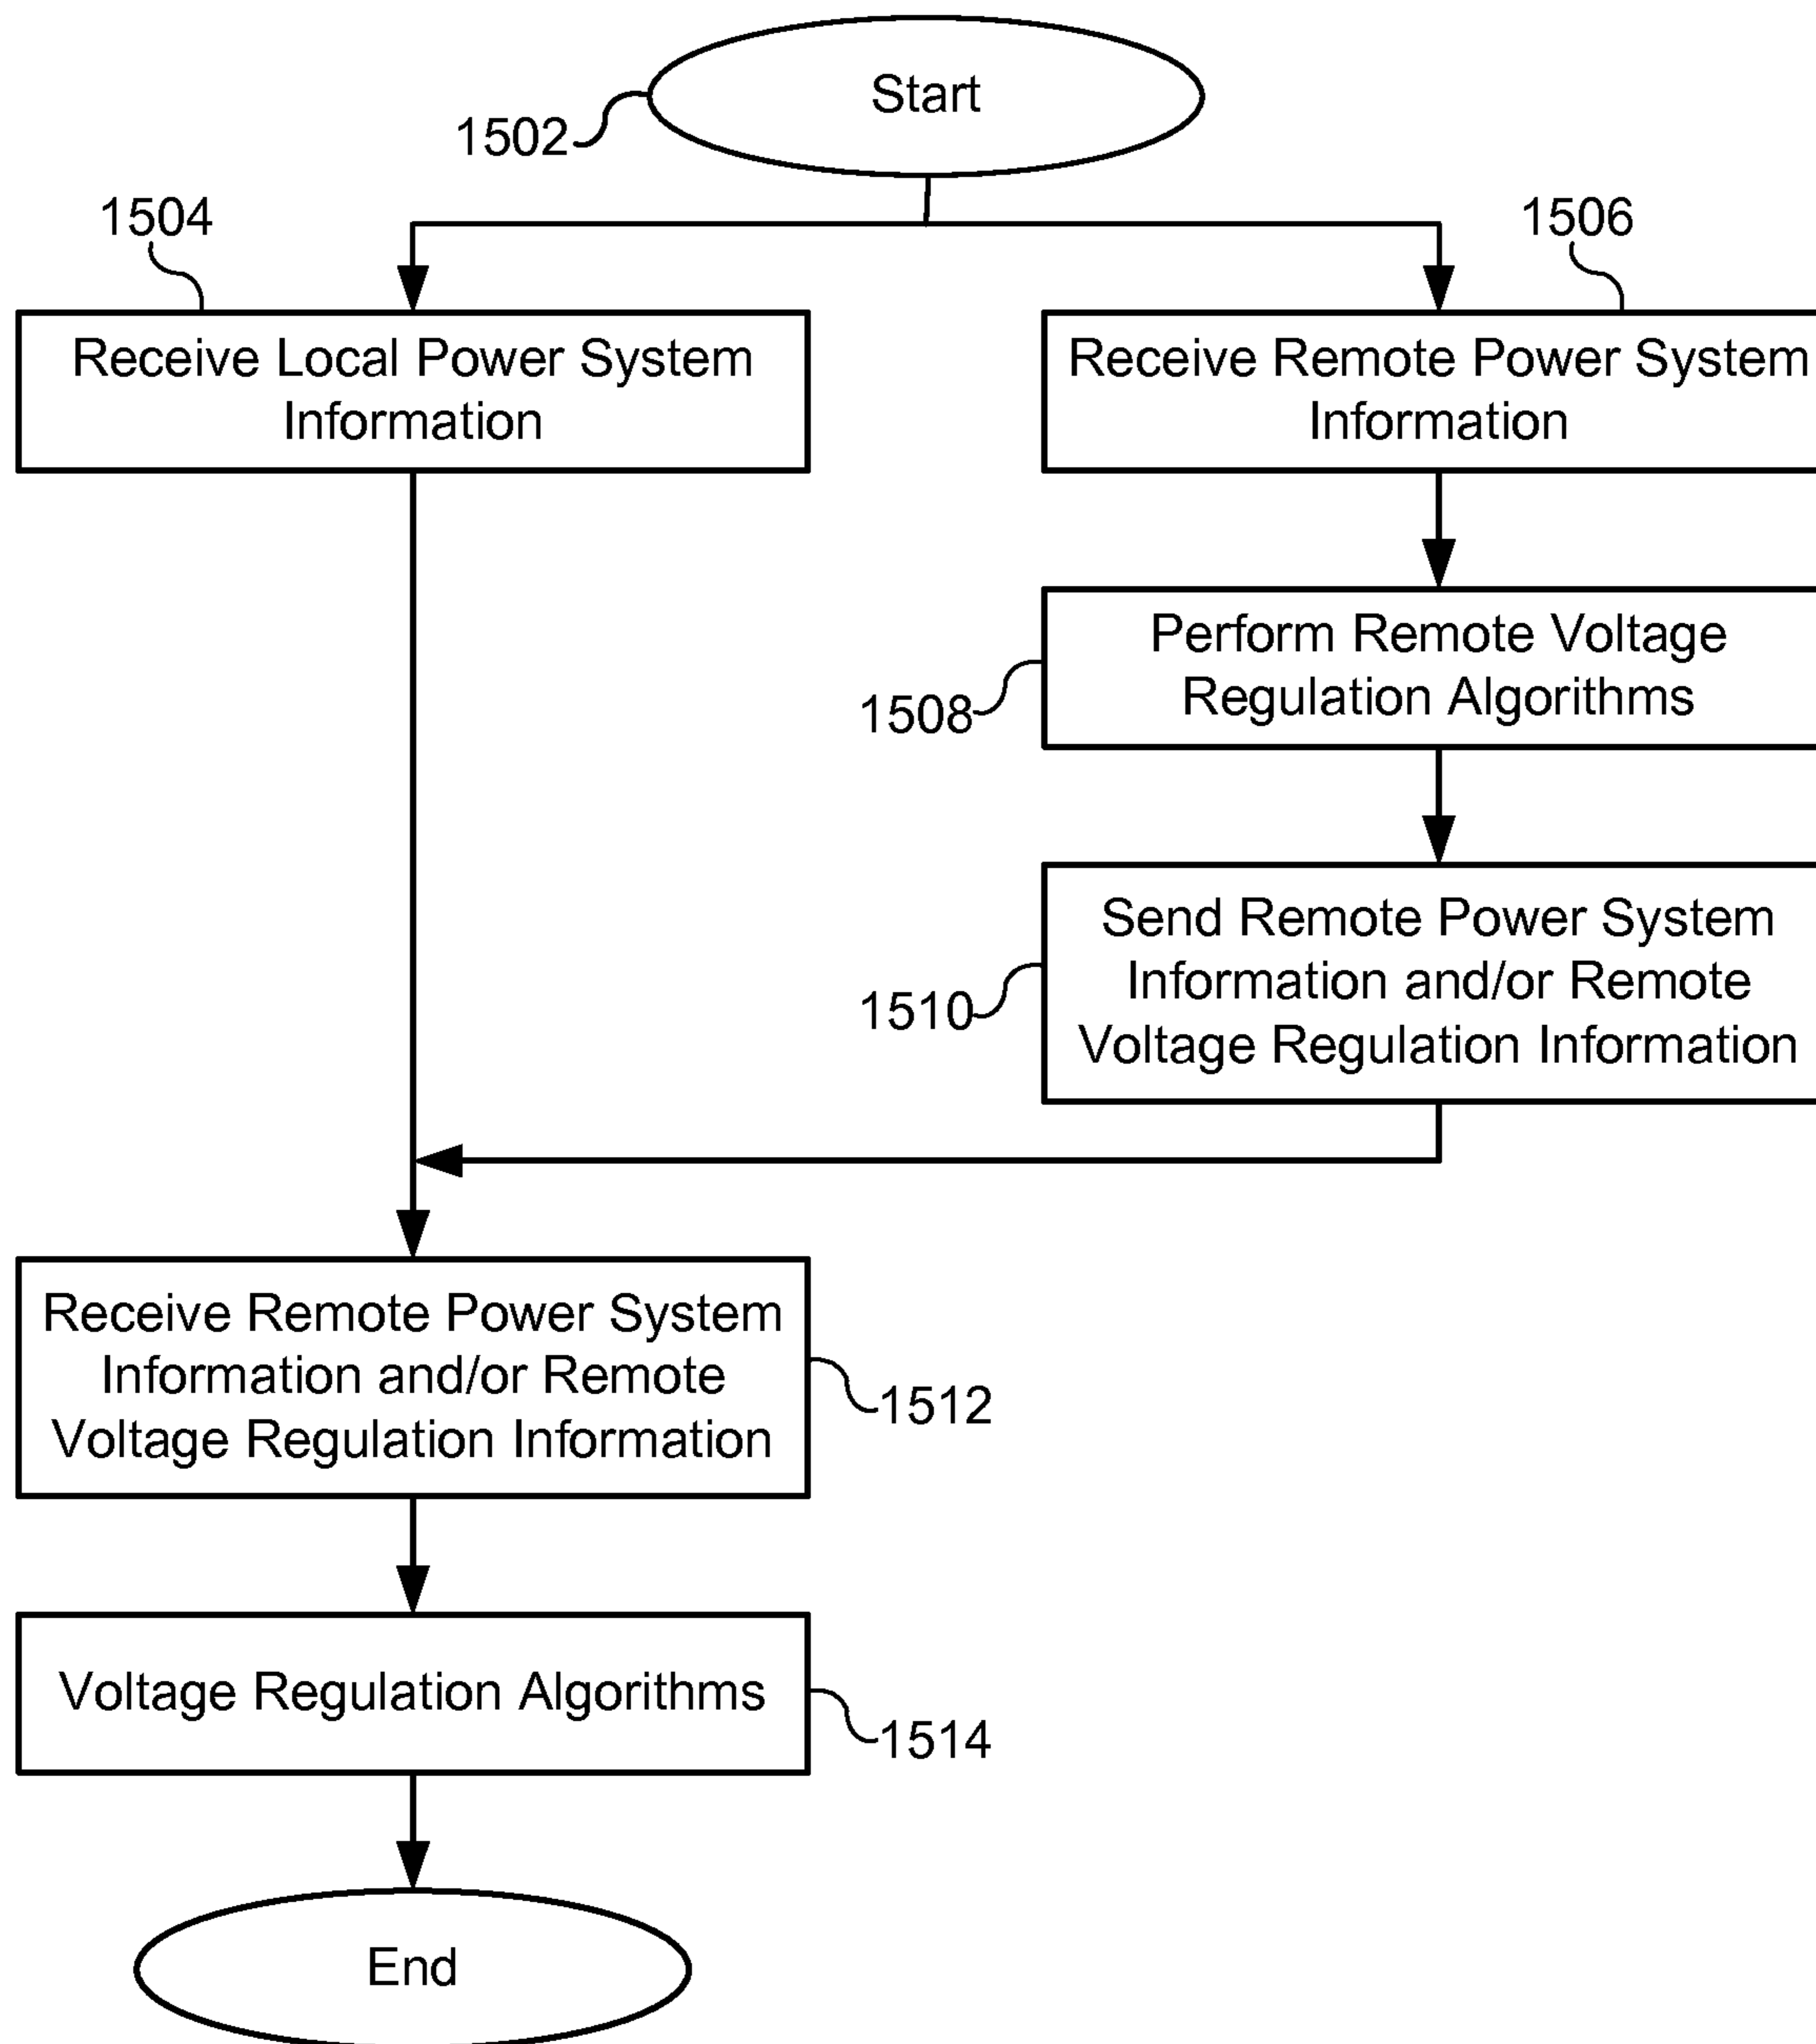 Start
1502
1504
1506
Receive Local Power System
Information
Receive Remote Power System
Information
Perform Remote Voltage
Regulation Algorithms
1508
Send Remote Power System
Information and/or Remote
Voltage Regulation Information
1510
Receive Remote Power System
Information and/or Remote
Voltage Regulation Information
1512
Voltage Regulation Algorithms
1514
End